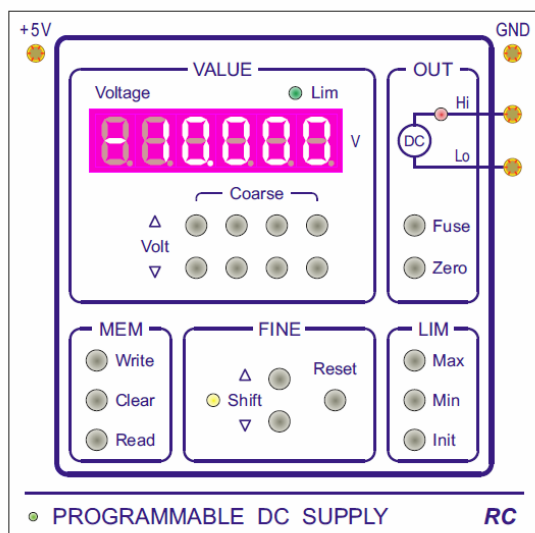 +5V GND
VALUE OUT
Voltage Lim Hi
-0000 V DC
Lo
Coarse
Volt Fuse
Zero
MEM FINE LIM
Write Reset Max
Clear Shift Min
Read Init
PROGRAMMABLE DC SUPPLY RC